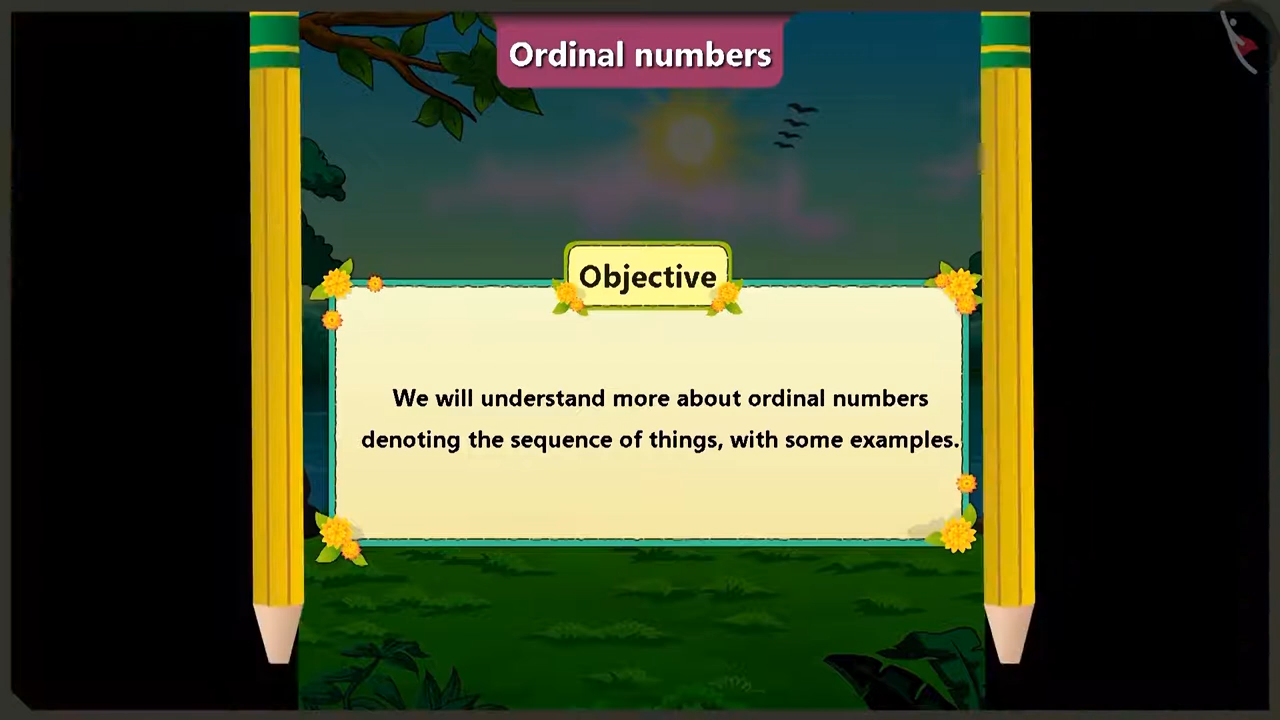 Ordinal numbers
Objective
We will understand more about ordinal numbers
denoting the sequence of things, with some examples.